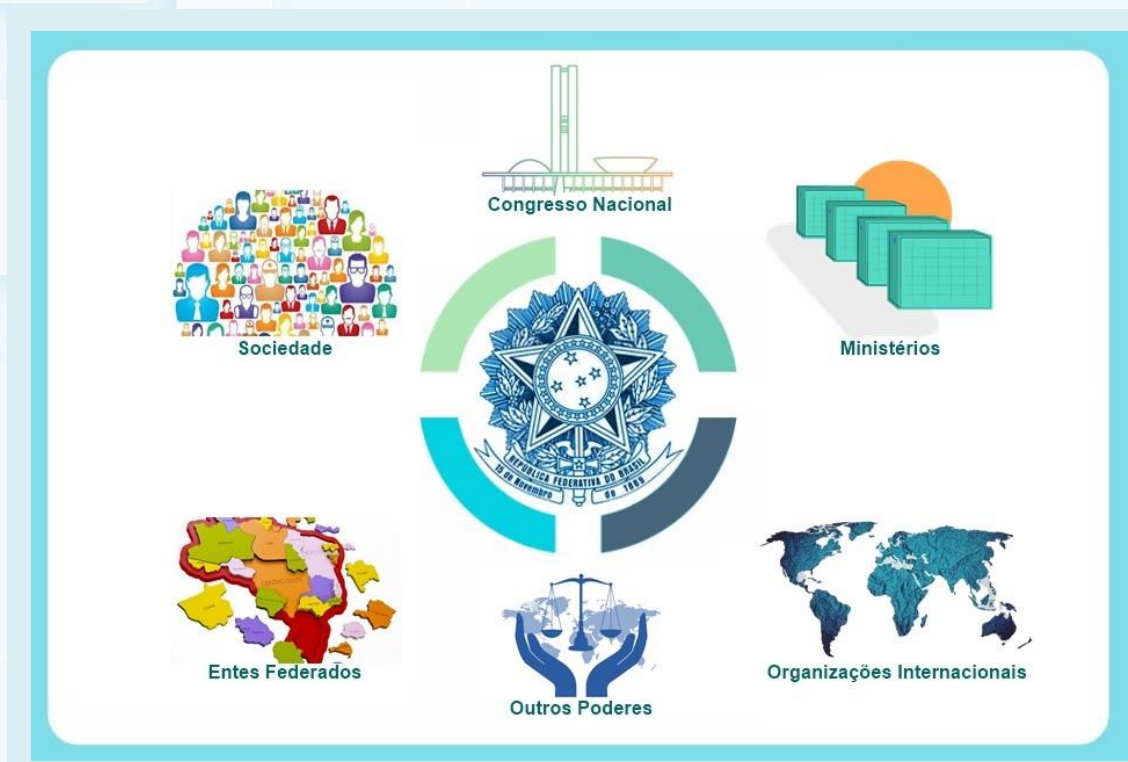 Congresso Nacional
Sociedade
Ministérios
REPÚBLICA FEDERATIVA DO BRASIL
15 de Novembro de 1889
Entes Federados
Organizações Internacionais
Outros Poderes